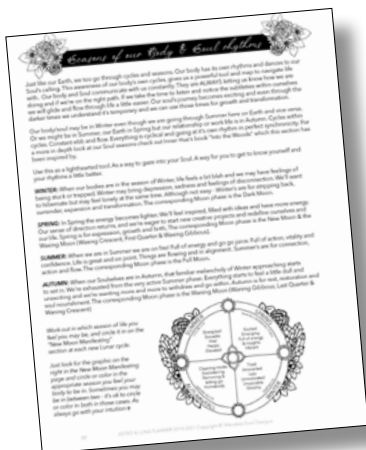 Seasons of our Body & Soul rhythms
Just like our Earth, we too go through cycles and seasons. Our body has its own rhythms and dances to our
Soul's calling. This awareness of our body's own cycles, gives us a powerful tool and map to navigate life
with. Our Body and Soul communicate with us constantly. They are ALWAYS letting us know how we are
doing and if we're on the right path. If we take the time to listen and notice the subtleties within ourselves
we will glide and flow through life a little easier. Our soul's journey becomes exciting and even through the
darker times we understand it's temporary and we can use those times for growth and transformation.
Our body/soul may be in Winter even though we are going through Summer here on Earth and vice versa.
Or we might be in Summer, our Earth is Spring but our relationship or work life is in Autumn. Cycles within
cycles. Constant ebb and flow. Everything is cyclical and going at it's own rhythm in perfect synchronicity. For
a more in depth look at our Soul seasons check out Inner Hue's book "Into the Woods" which this section has
been inspired by.
Use this as a lighthearted tool. As a way to gaze into your Soul. A way for you to get to know yourself and
your rhythms a little better.
WINTER: When our bodies are in the season of Winter, life feels a lot blah and we may have feelings of
being stuck or trapped. Winter may bring depression, sadness and feelings of disconnection. We'll want
to hibernate but may feel lonely at the same time. Although not easy - Winter's are for stripping back,
surrender, expansion and transformation. The corresponding Moon phase is the Dark Moon.
SPRING: In Spring the energy becomes lighter. We'll feel inspired, filled with ideas and have more energy.
Our sense of direction returns, and we're eager to start new creative projects and redefine ourselves and
our life. Spring is for expression, growth and birth. The corresponding Moon phase is the New Moon & the
Waxing Moon (Waxing Crescent, First Quarter & Waxing Gibbous).
SUMMER: When we are in Summer we are on fire! Full of energy and go go juice. Full of action, vitality and
confidence. Life is great and on point. Things are flowing and in alignment. Summer's are for connection,
action and flow. The corresponding Moon phase is the Full Moon.
AUTUMN: When our Soulselves are in Autumn, that familiar melancholy of Winter approaching starts
to set in. We're exhausted from the very active Summer phase. Everything starts to feel a little dull and
unexciting and we're wanting more and more to withdraw and go within. Autumn is for rest, restoration and
soul nourishment. The corresponding Moon phase is the Waning Moon (Waning Gibbous, Last Quarter &
Waning Crescent)
Work out in which season of life you
feel you may be, and circle it in on the
"New Moon Manifesting"
section at each new Lunar cycle.
Just look for the graphic on the
right in the New Moon Manifesting
page and circle or color in the
appropriate season you feel your
body to be in. Sometimes you may
be in between two - it's ok to circle
or color in both in those cases. As
always go with your intuition